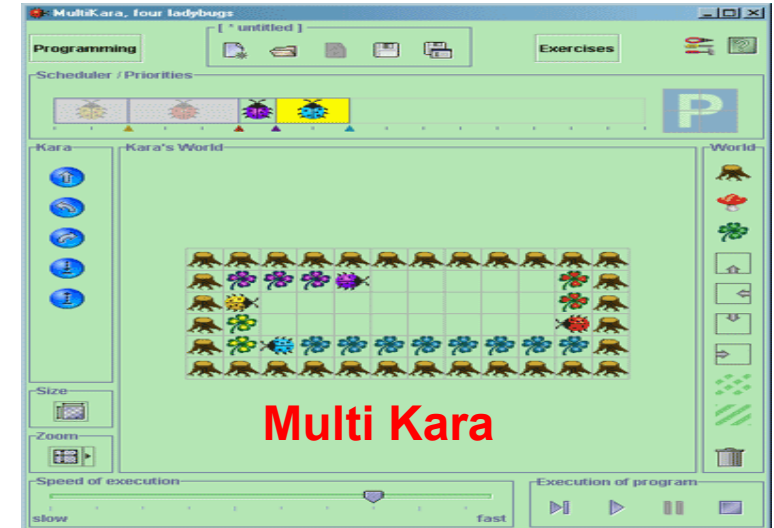 MultiKara, four ladybugs
[ * untitled ]
Programming
Exercises
Scheduler / Priorities
P
Kara
Kara's World
World
Size
Multi Kara
Zoom
Speed of execution
Execution of program
slow
fast